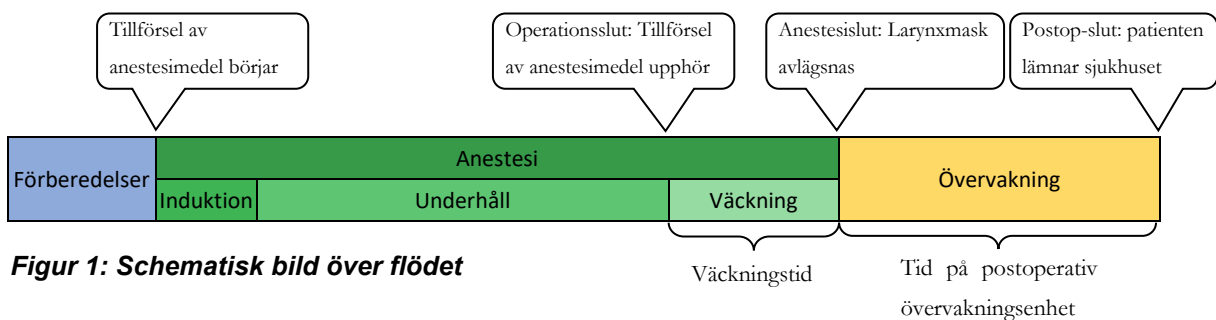 Tillförsel av
anestesimedel börjar
Operationsslut: Tillförsel
av anestesimedel upphör
Anestesislut: Larynxmask
avlägsnas
Postop-slut: patienten
lämnar sjukhuset
Förberedelser
Anestesi
Induktion
Underhåll
Väckning
Övervakning
Väckningstid
Tid på postoperativ
övervakningsenhet
Figur 1: Schematisk bild över flödet